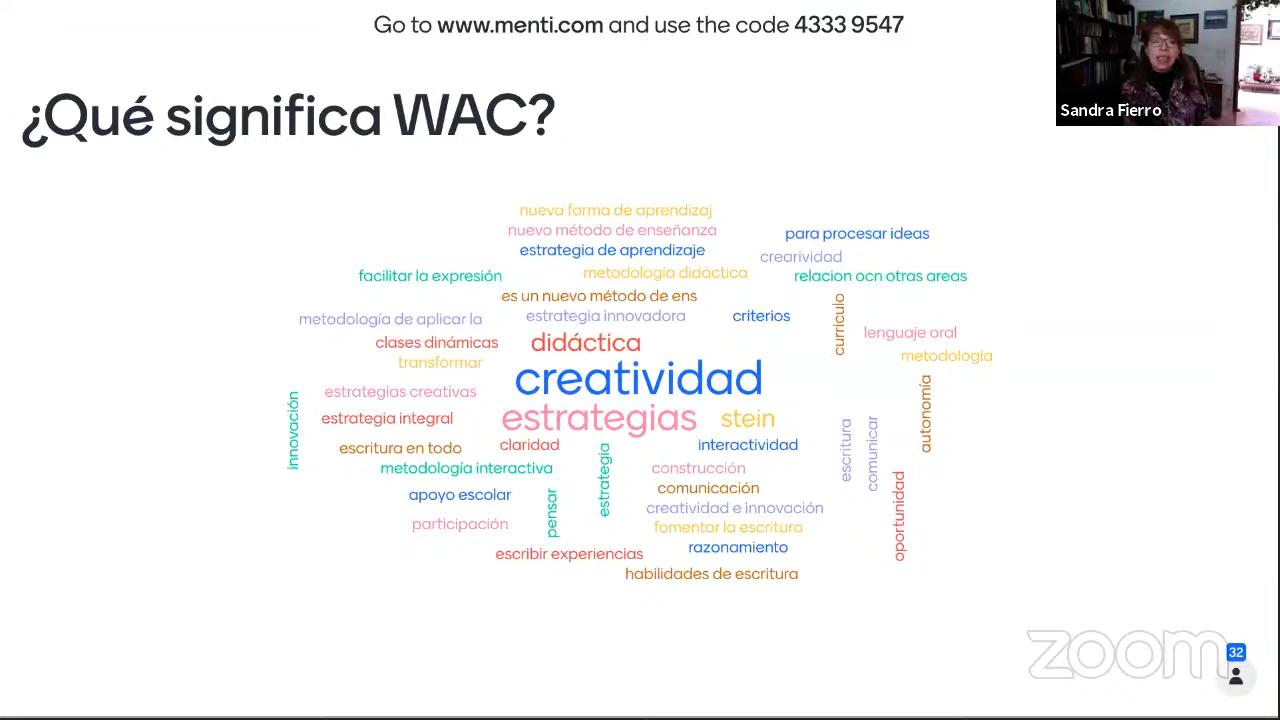 Go to www.menti.com and use the code 4333 9547
Sandra Fierro
¿Qué significa WAC?
nueva forma de aprendizaj
nuevo método de enseñanza
para procesar ideas
estrategia de aprendizaje
crearividad
facilitar la expresión
metodología didáctica
relacion ocn otras areas
es un nuevo método de ens
metodología de aplicar la
estrategia innovadora
criterios
curriculo
lenguaje oral
clases dinámicas
didáctica
metodología
transformar
creatividad
estrategias creativas
autonomía
innovación
estrategia integral
estrategias
stein
escritura en todo
claridad
interactividad
escritura
comunicar
metodología interactiva
estrategia
construcción
apoyo escolar
comunicación
pensar
creatividad e innovación
oportunidad
participación
fomentar la escritura
escribir experiencias
razonamiento
habilidades de escritura
zoom
32